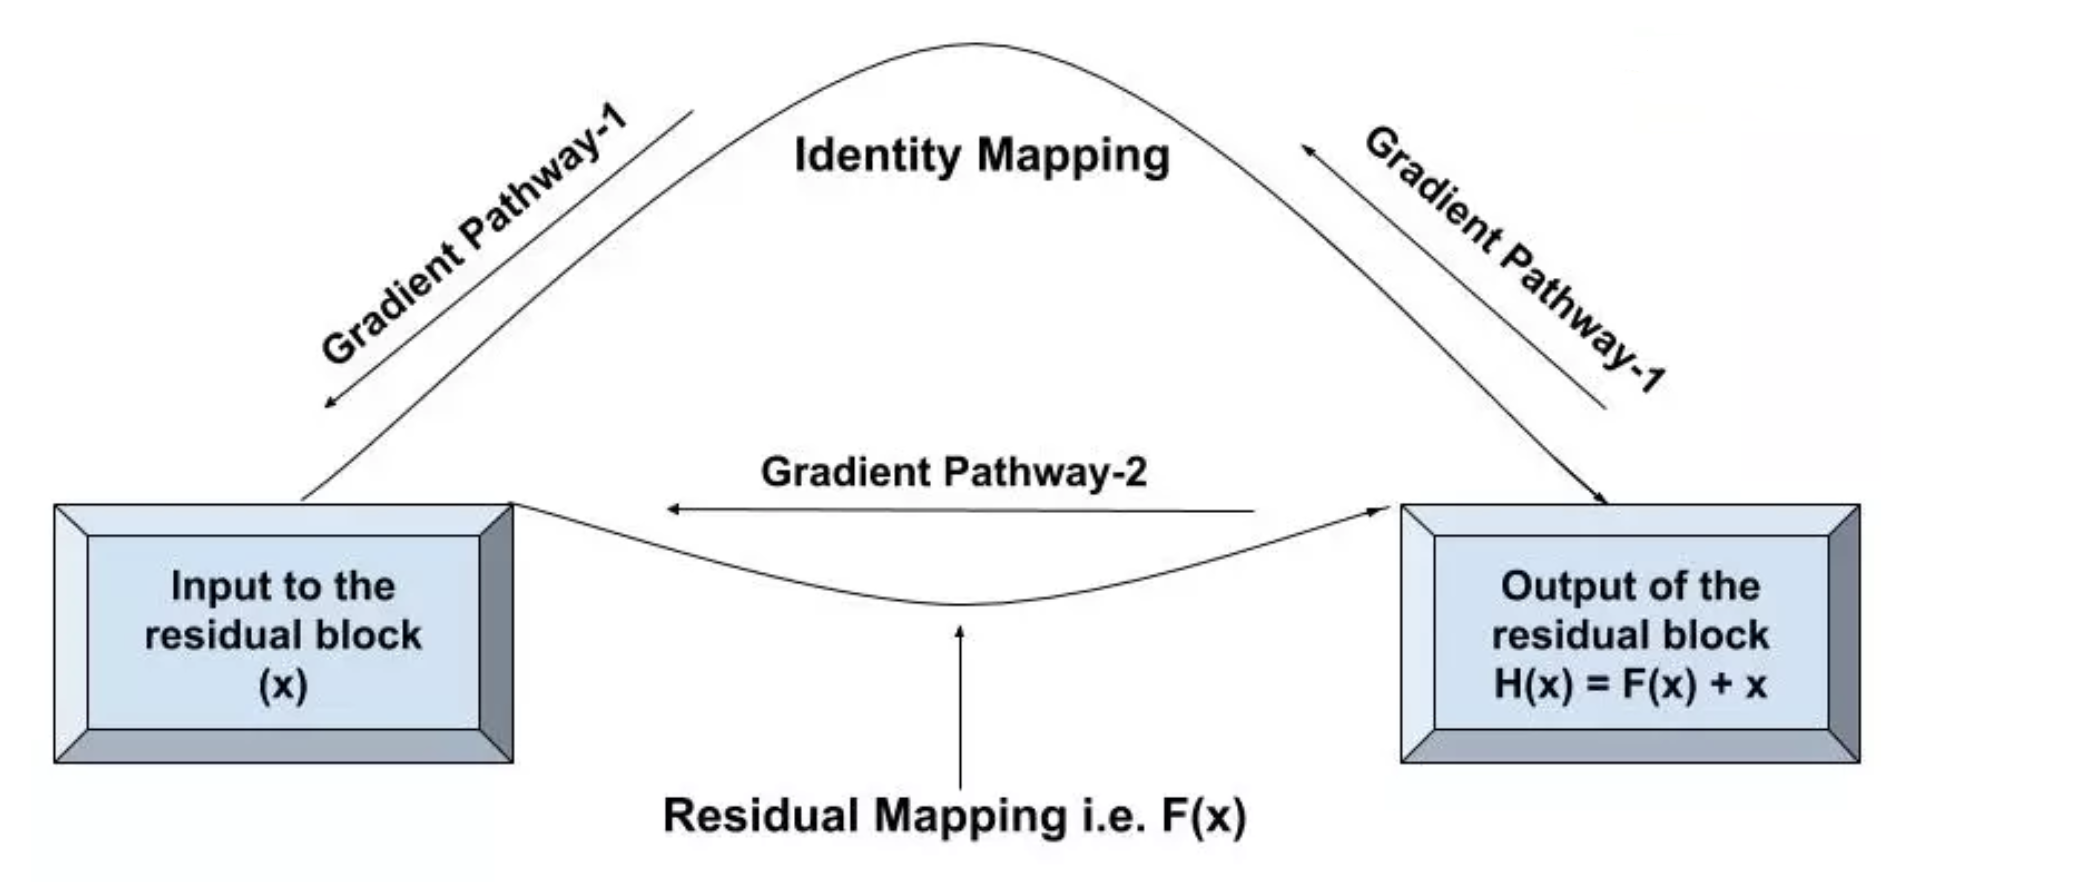 Gradient Pathway-1
Identity Mapping
Gradient Pathway-1
Gradient Pathway-2
Input to the
residual block
(x)
Output of the
residual block
H(x) = F(x) + x
Residual Mapping i.e. F(x)